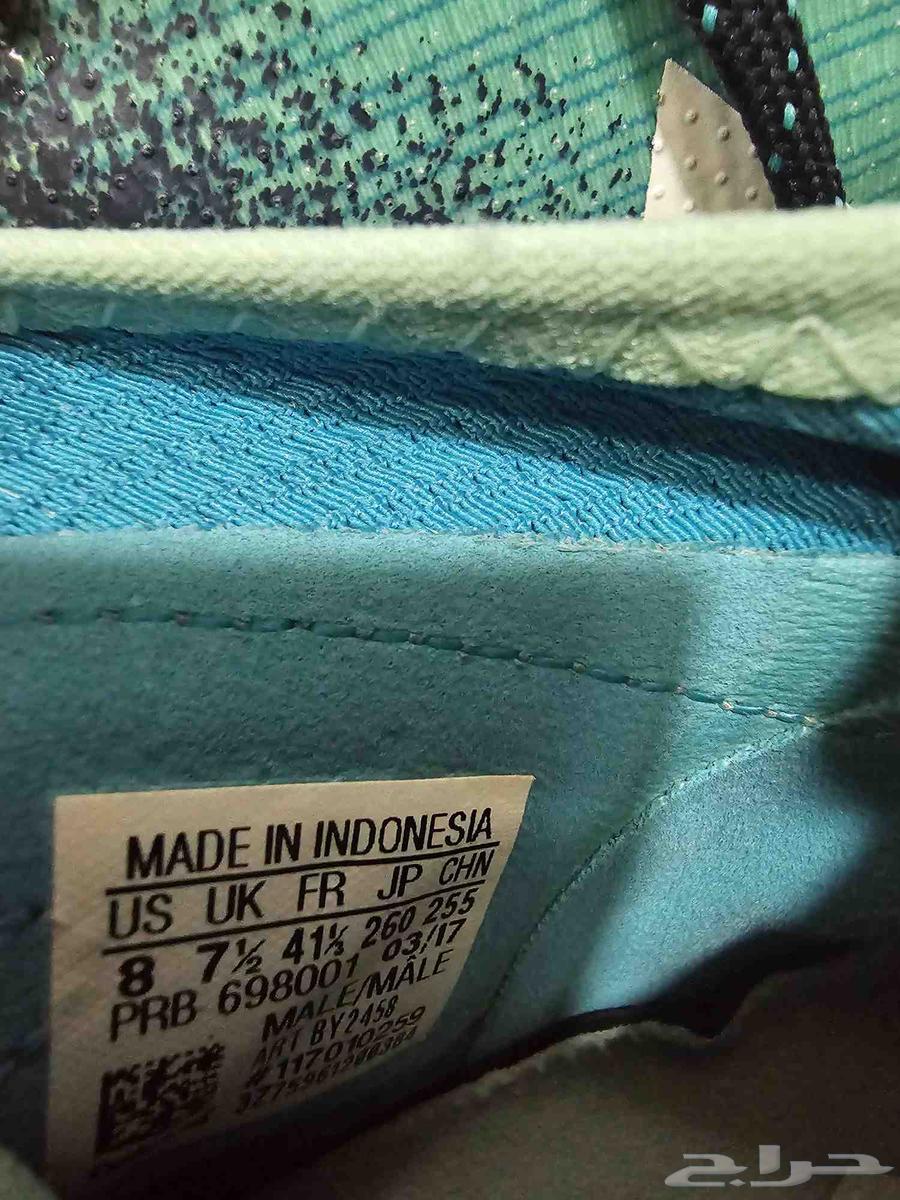 MADE IN INDONESIA
US UK FR JP CHN
8 7½ 41⅓ 260 255
PRB 698001 03/17
MALE/MÂLE
ART BY2458
# 117010259
حراج